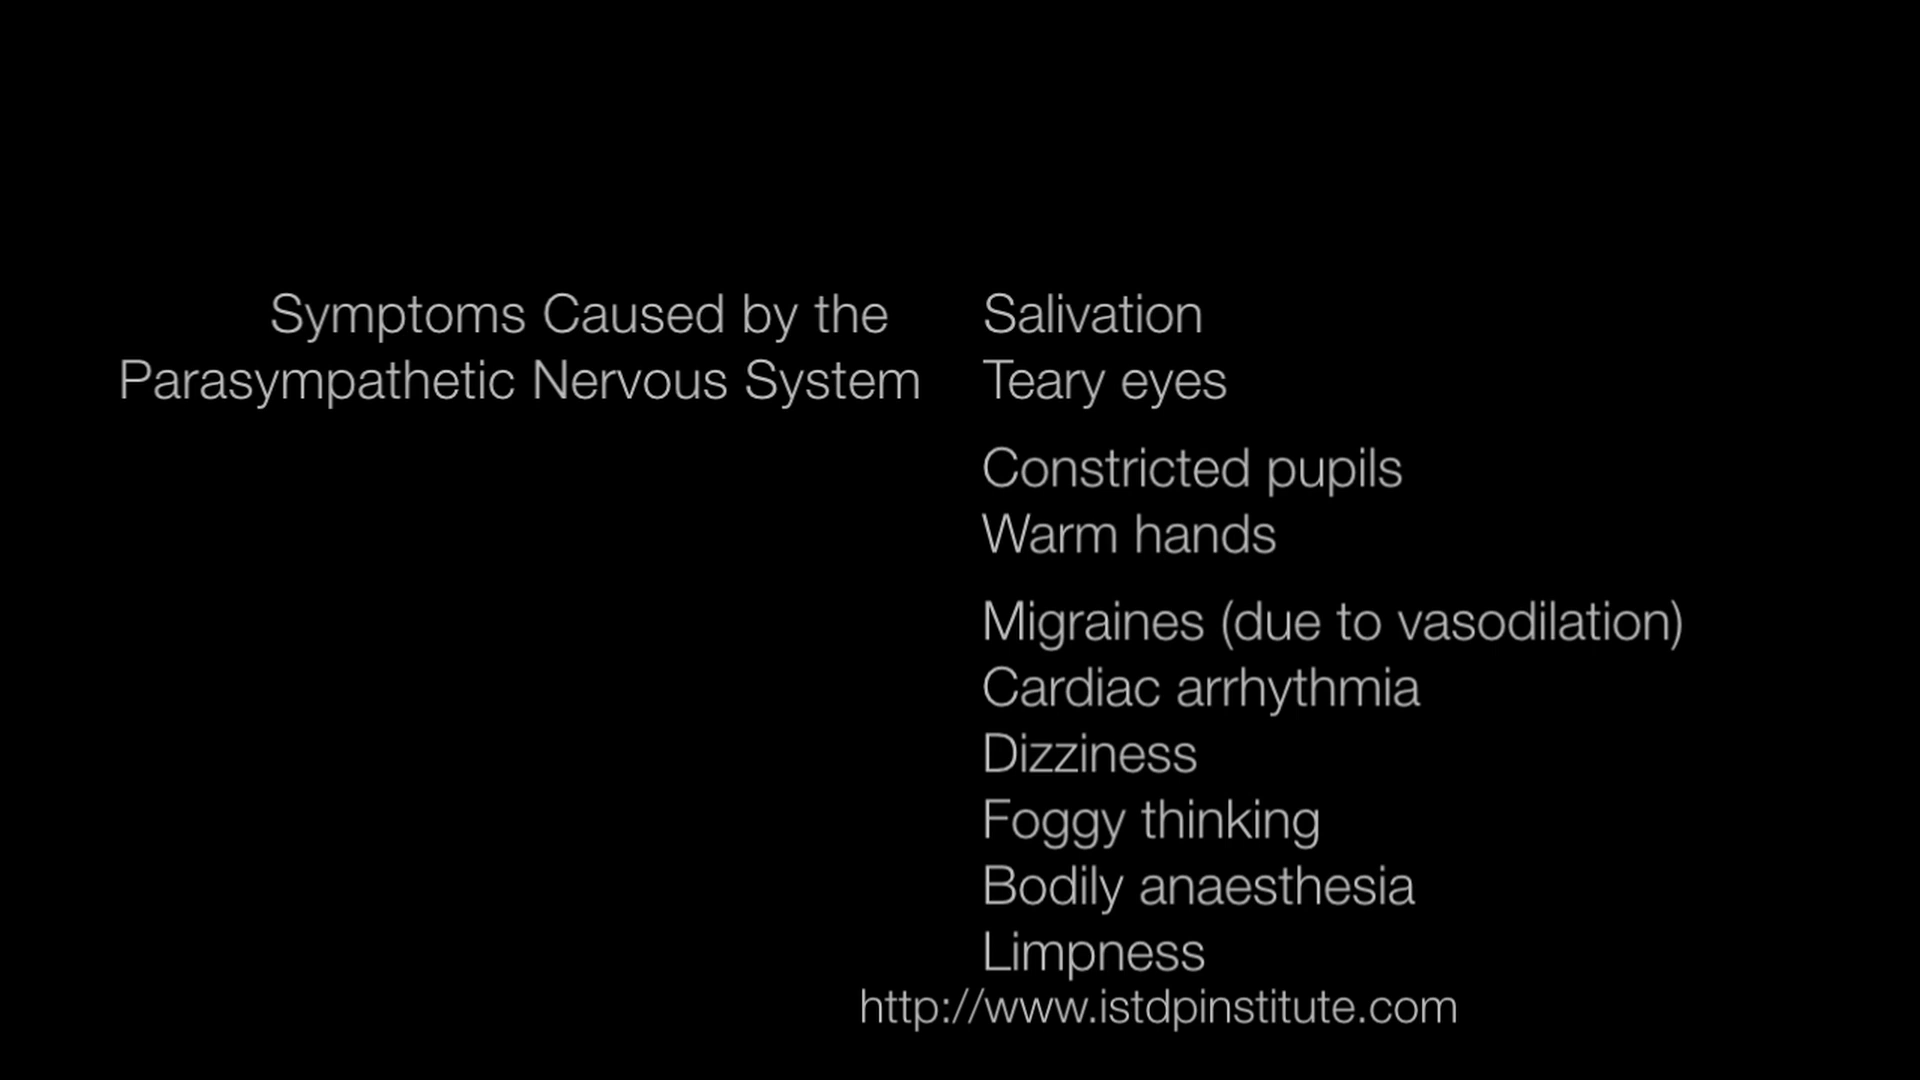 Symptoms Caused by the
Parasympathetic Nervous System
Salivation
Teary eyes
Constricted pupils
Warm hands
Migraines (due to vasodilation)
Cardiac arrhythmia
Dizziness
Foggy thinking
Bodily anaesthesia
Limpness
http://www.istdpinstitute.com